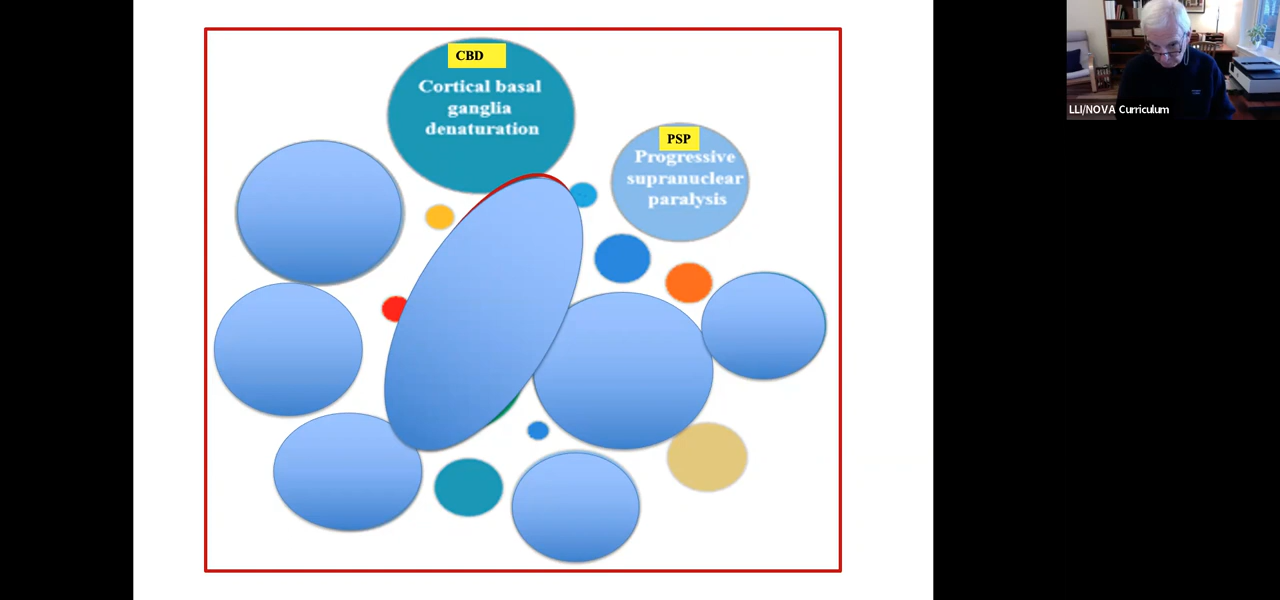 CBD
Cortical basal
ganglia
denaturation
PSP
Progressive
supranuclear
paralysis
LLI/NOVA Curriculum